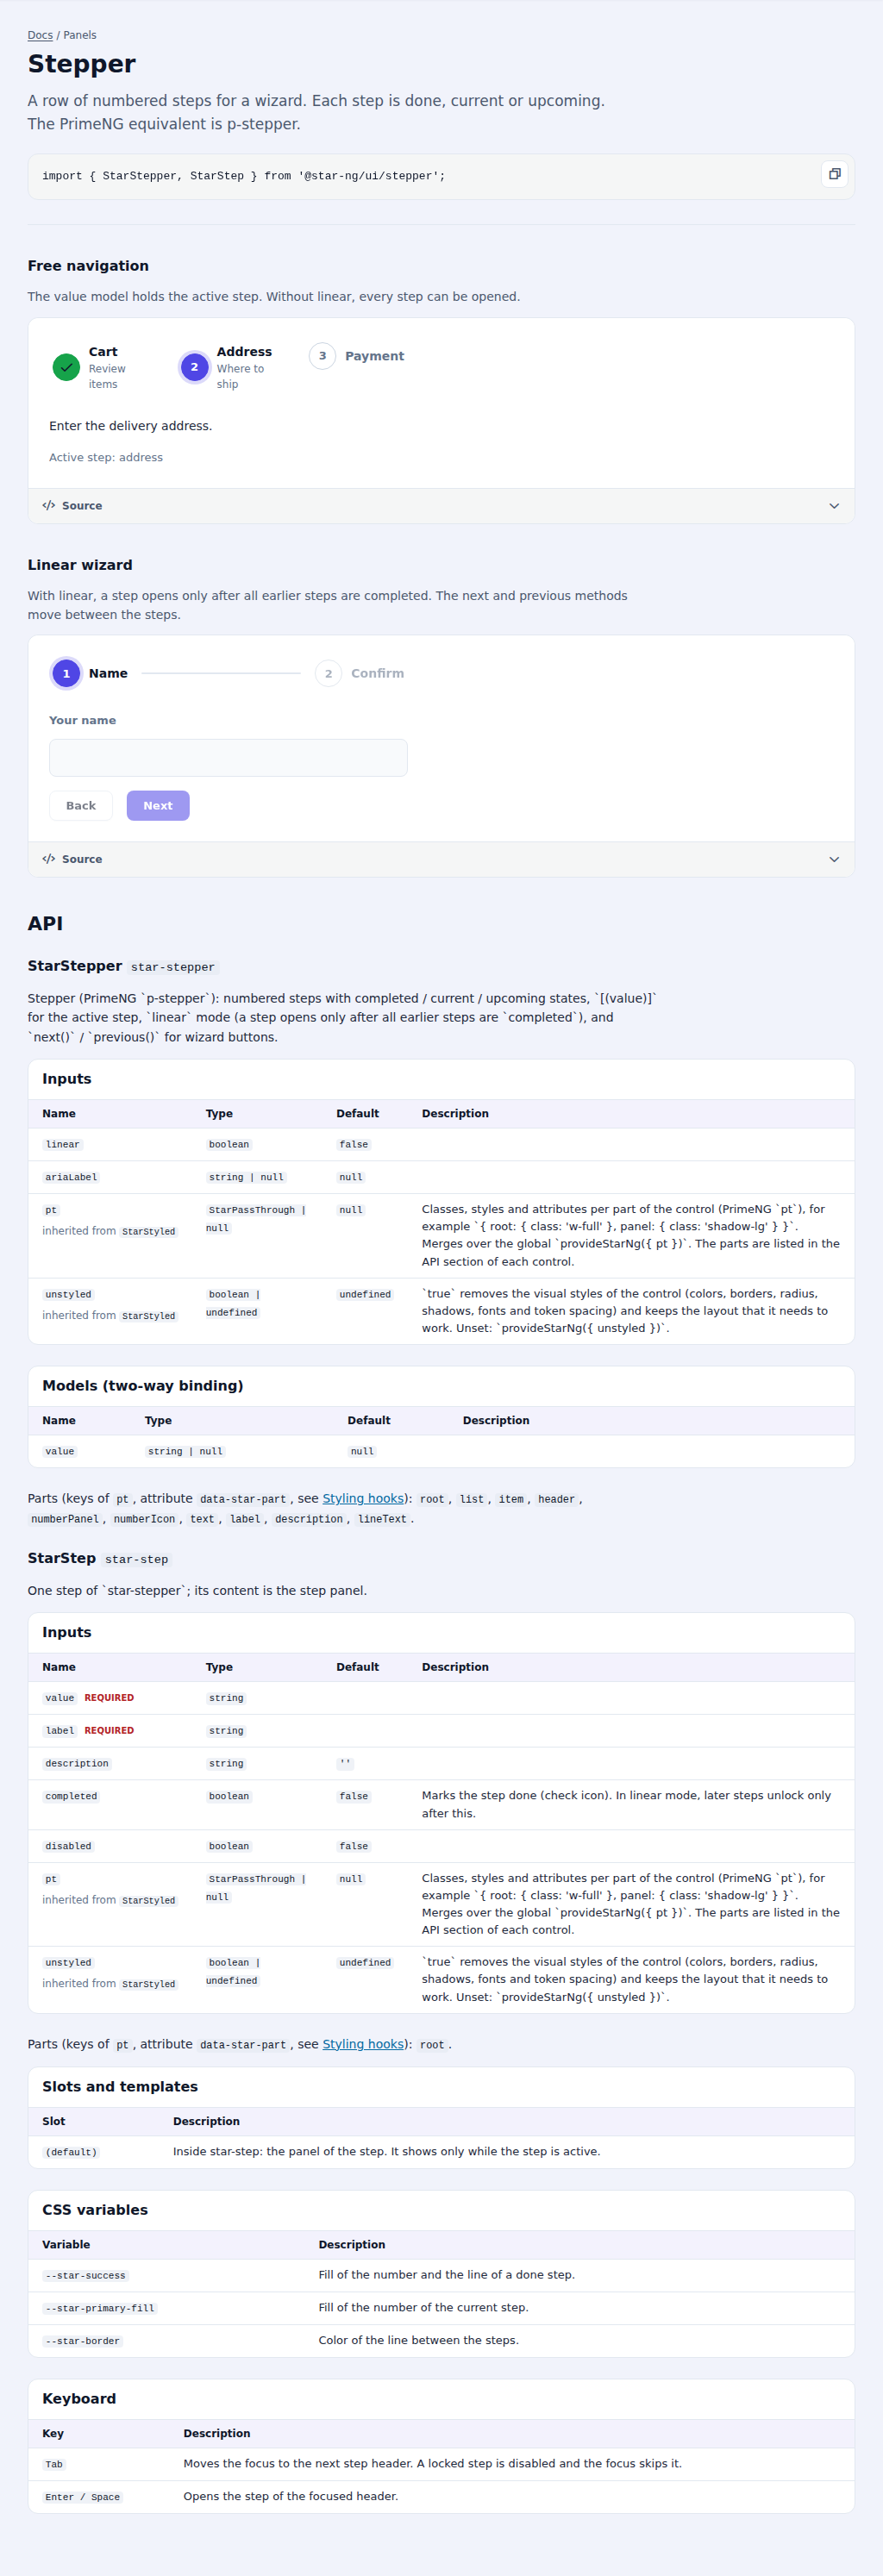 Docs / Panels
Stepper
A row of numbered steps for a wizard. Each step is done, current or upcoming.
The PrimeNG equivalent is p-stepper.
import { StarStepper, StarStep } from '@star-ng/ui/stepper';
Free navigation
The value model holds the active step. Without linear, every step can be opened.
Cart
Review
items
2
Address
Where to
ship
3
Payment
Enter the delivery address.
Active step: address
Source
Linear wizard
With linear, a step opens only after all earlier steps are completed. The next and previous methods
move between the steps.
1 Name 2 Confirm
Your name
Back Next
Source
API
StarStepper star-stepper
Stepper (PrimeNG `p-stepper`): numbered steps with completed / current / upcoming states, `[(value)]`
for the active step, `linear` mode (a step opens only after all earlier steps are `completed`), and
`next()` / `previous()` for wizard buttons.
Inputs
Name Type Default Description
linear boolean false
ariaLabel string | null null
pt StarPassThrough | null Classes, styles and attributes per part of the control (PrimeNG `pt`), for
inherited from StarStyled null example `{ root: { class: 'w-full' }, panel: { class: 'shadow-lg' } }`.
Merges over the global `provideStarNg({ pt })`. The parts are listed in the
API section of each control.
unstyled boolean | undefined `true` removes the visual styles of the control (colors, borders, radius,
inherited from StarStyled undefined shadows, fonts and token spacing) and keeps the layout that it needs to
work. Unset: `provideStarNg({ unstyled })`.
Models (two-way binding)
Name Type Default Description
value string | null null
Parts (keys of pt, attribute data-star-part, see Styling hooks): root, list, item, header,
numberPanel, numberIcon, text, label, description, lineText.
StarStep star-step
One step of `star-stepper`; its content is the step panel.
Inputs
Name Type Default Description
value REQUIRED string
label REQUIRED string
description string ''
completed boolean false Marks the step done (check icon). In linear mode, later steps unlock only
after this.
disabled boolean false
pt StarPassThrough | null Classes, styles and attributes per part of the control (PrimeNG `pt`), for
inherited from StarStyled null example `{ root: { class: 'w-full' }, panel: { class: 'shadow-lg' } }`.
Merges over the global `provideStarNg({ pt })`. The parts are listed in the
API section of each control.
unstyled boolean | undefined `true` removes the visual styles of the control (colors, borders, radius,
inherited from StarStyled undefined shadows, fonts and token spacing) and keeps the layout that it needs to
work. Unset: `provideStarNg({ unstyled })`.
Parts (keys of pt, attribute data-star-part, see Styling hooks): root.
Slots and templates
Slot Description
(default) Inside star-step: the panel of the step. It shows only while the step is active.
CSS variables
Variable Description
--star-success Fill of the number and the line of a done step.
--star-primary-fill Fill of the number of the current step.
--star-border Color of the line between the steps.
Keyboard
Key Description
Tab Moves the focus to the next step header. A locked step is disabled and the focus skips it.
Enter / Space Opens the step of the focused header.